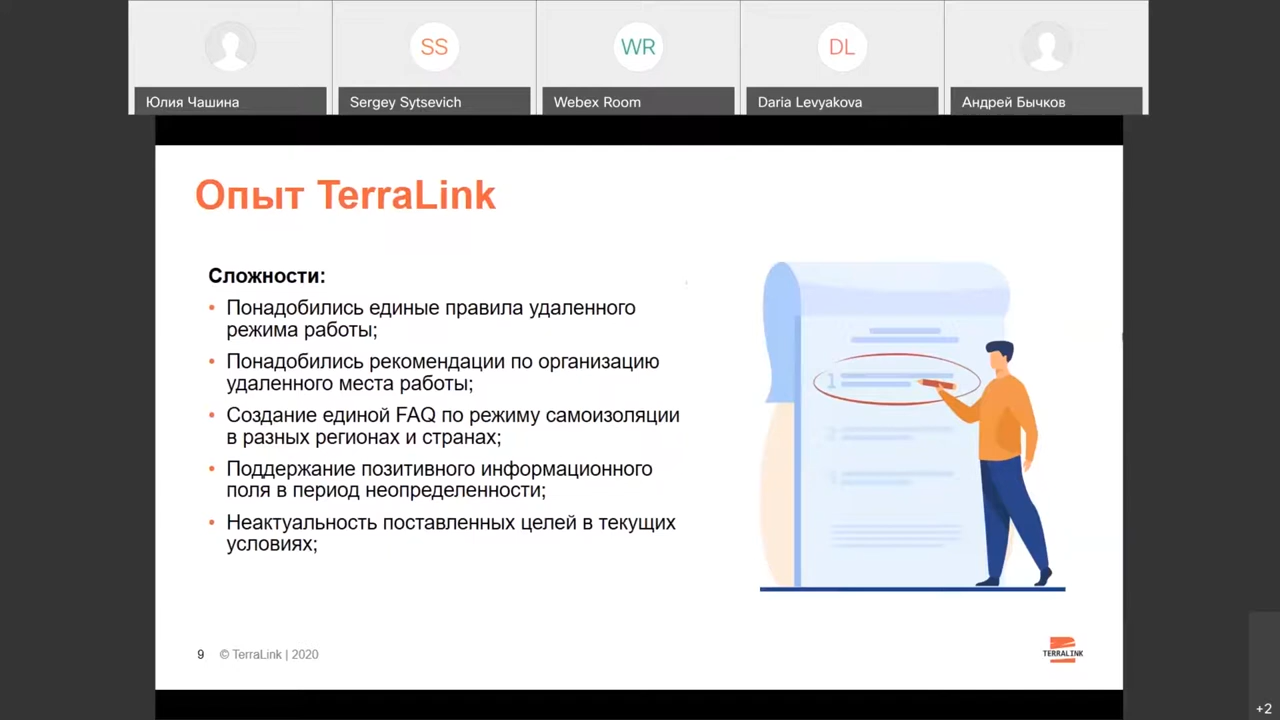 SS
WR
DL
Юлия Чашина
Sergey Sytsevich
Webex Room
Daria Levyakova
Андрей Бычков
Опыт TerraLink
Сложности:
• Понадобились единые правила удаленного
режима работы;
• Понадобились рекомендации по организацию
удаленного места работы;
• Создание единой FAQ по режиму самоизоляции
в разных регионах и странах;
• Поддержание позитивного информационного
поля в период неопределенности;
• Неактуальность поставленных целей в текущих
условиях;
1
9 © TerraLink | 2020
TERRALINK
+2